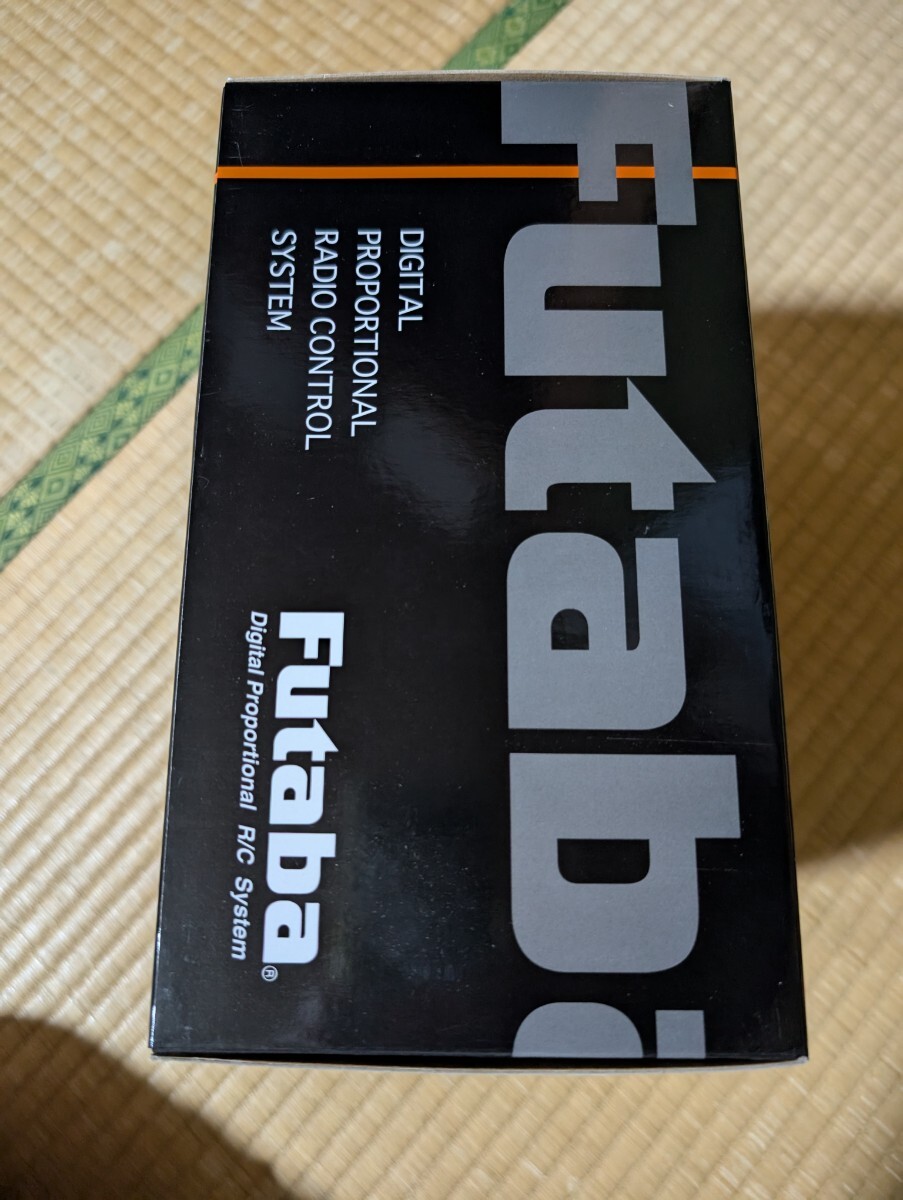 Futaba
DIGITAL
PROPORTIONAL
RADIO CONTROL
SYSTEM
Futaba®
Digital Proportional R/C System